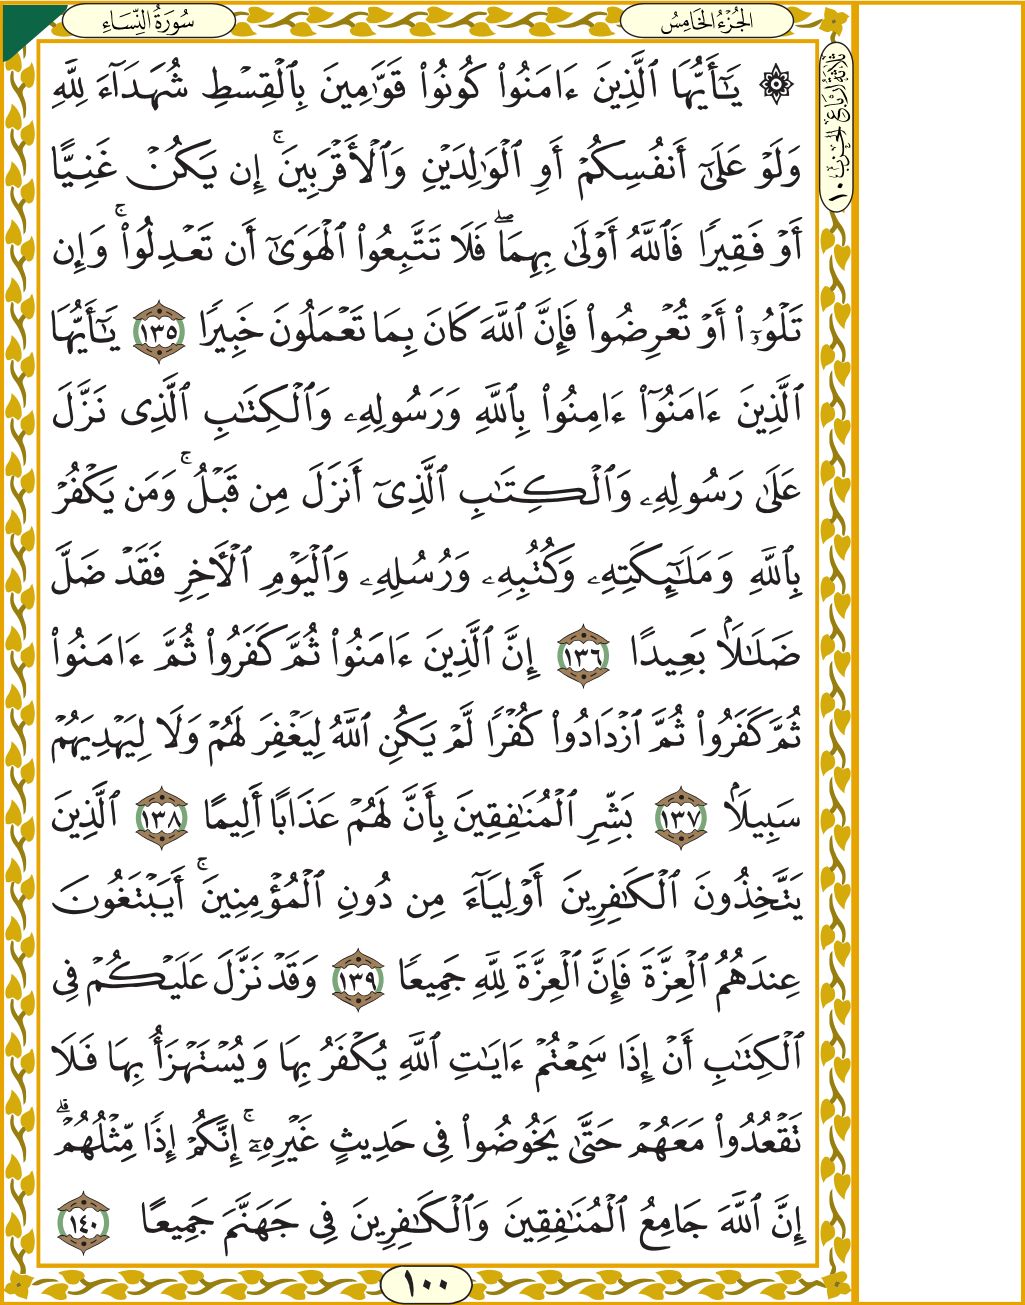 سُورَةُ النِّسَاءِ
الجُزْءُ الخَامِسُ
ثلاثة أرباع الحزب ١٠
۞ يَٰٓأَيُّهَا ٱلَّذِينَ ءَامَنُوا۟ كُونُوا۟ قَوَّٰمِينَ بِٱلْقِسْطِ شُهَدَآءَ لِلَّهِ
وَلَوْ عَلَىٰٓ أَنفُسِكُمْ أَوِ ٱلْوَٰلِدَيْنِ وَٱلْأَقْرَبِينَ ۚ إِن يَكُنْ غَنِيًّا
أَوْ فَقِيرًا فَٱللَّهُ أَوْلَىٰ بِهِمَا ۖ فَلَا تَتَّبِعُوا۟ ٱلْهَوَىٰٓ أَن تَعْدِلُوا۟ ۚ وَإِن
تَلْوُۥٓا۟ أَوْ تُعْرِضُوا۟ فَإِنَّ ٱللَّهَ كَانَ بِمَا تَعْمَلُونَ خَبِيرًا ١٣٥ يَٰٓأَيُّهَا
ٱلَّذِينَ ءَامَنُوٓا۟ ءَامِنُوا۟ بِٱللَّهِ وَرَسُولِهِۦ وَٱلْكِتَٰبِ ٱلَّذِى نَزَّلَ
عَلَىٰ رَسُولِهِۦ وَٱلْكِتَٰبِ ٱلَّذِىٓ أَنزَلَ مِن قَبْلُ ۚ وَمَن يَكْفُرْ
بِٱللَّهِ وَمَلَٰٓئِكَتِهِۦ وَكُتُبِهِۦ وَرُسُلِهِۦ وَٱلْيَوْمِ ٱلْأَخِرِ فَقَدْ ضَلَّ
ضَلَٰلًۢا بَعِيدًا ١٣٦ إِنَّ ٱلَّذِينَ ءَامَنُوا۟ ثُمَّ كَفَرُوا۟ ثُمَّ ءَامَنُوا۟
ثُمَّ كَفَرُوا۟ ثُمَّ ٱزْدَادُوا۟ كُفْرًا لَّمْ يَكُنِ ٱللَّهُ لِيَغْفِرَ لَهُمْ وَلَا لِيَهْدِيَهُمْ
سَبِيلًۢا ١٣٧ بَشِّرِ ٱلْمُنَٰفِقِينَ بِأَنَّ لَهُمْ عَذَابًا أَلِيمًا ١٣٨ ٱلَّذِينَ
يَتَّخِذُونَ ٱلْكَٰفِرِينَ أَوْلِيَآءَ مِن دُونِ ٱلْمُؤْمِنِينَ ۚ أَيَبْتَغُونَ
عِندَهُمُ ٱلْعِزَّةَ فَإِنَّ ٱلْعِزَّةَ لِلَّهِ جَمِيعًا ١٣٩ وَقَدْ نَزَّلَ عَلَيْكُمْ فِى
ٱلْكِتَٰبِ أَنْ إِذَا سَمِعْتُمْ ءَايَٰتِ ٱللَّهِ يُكْفَرُ بِهَا وَيُسْتَهْزَأُ بِهَا فَلَا
تَقْعُدُوا۟ مَعَهُمْ حَتَّىٰ يَخُوضُوا۟ فِى حَدِيثٍ غَيْرِهِۦٓ ۚ إِنَّكُمْ إِذًا مِّثْلُهُمْ ۗ
إِنَّ ٱللَّهَ جَامِعُ ٱلْمُنَٰفِقِينَ وَٱلْكَٰفِرِينَ فِى جَهَنَّمَ جَمِيعًا ١٤٠
١٠٠